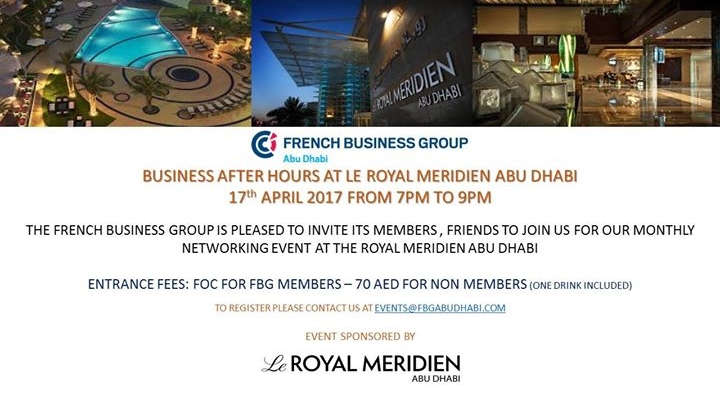 Le ROYAL MERIDIEN
ABU DHABI
FRENCH BUSINESS GROUP
Abu Dhabi
BUSINESS AFTER HOURS AT LE ROYAL MERIDIEN ABU DHABI
17th APRIL 2017 FROM 7PM TO 9PM
THE FRENCH BUSINESS GROUP IS PLEASED TO INVITE ITS MEMBERS , FRIENDS TO JOIN US FOR OUR MONTHLY
NETWORKING EVENT AT THE ROYAL MERIDIEN ABU DHABI
ENTRANCE FEES: FOC FOR FBG MEMBERS – 70 AED FOR NON MEMBERS (ONE DRINK INCLUDED)
TO REGISTER PLEASE CONTACT US AT EVENTS@FBGABUDHABI.COM
EVENT SPONSORED BY
Le ROYAL MERIDIEN
ABU DHABI